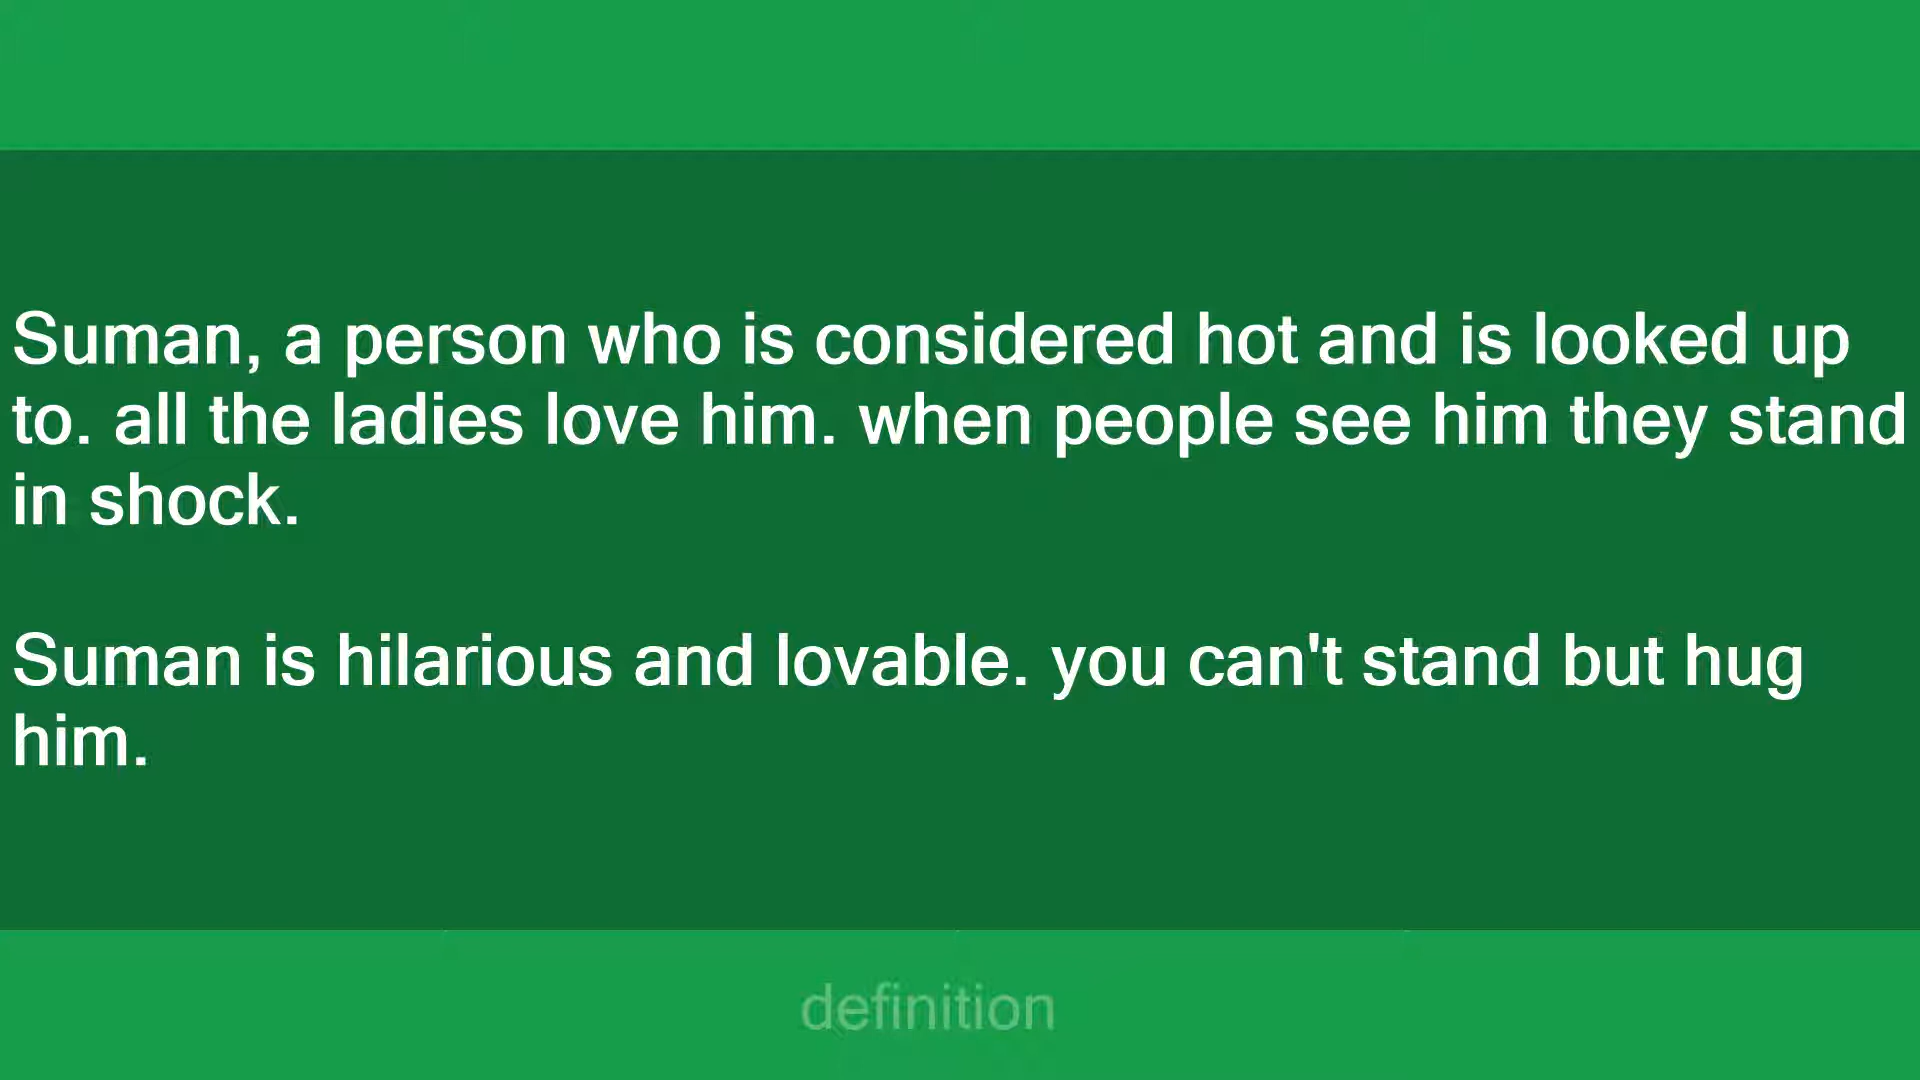 Suman, a person who is considered hot and is looked up
to. all the ladies love him. when people see him they stand
in shock.
Suman is hilarious and lovable. you can't stand but hug
him.
definition